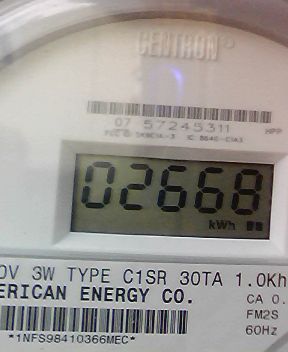 CENTRON®
07 57245311 HPP
02668
kWh
0V 3W TYPE C1SR 30TA 1.0Kh
ERICAN ENERGY CO. CA 0.
FM2S
60Hz
*1NFS98410366MEC*